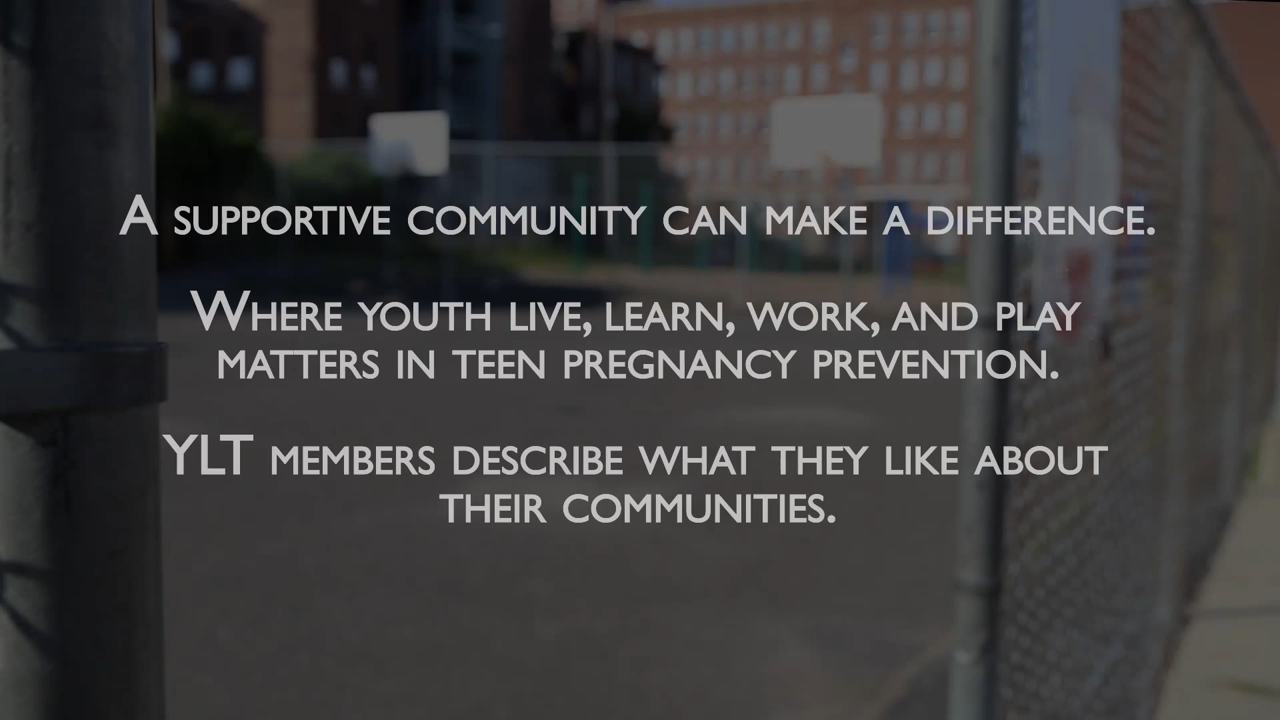 A SUPPORTIVE COMMUNITY CAN MAKE A DIFFERENCE.
WHERE YOUTH LIVE, LEARN, WORK, AND PLAY
MATTERS IN TEEN PREGNANCY PREVENTION.
YLT MEMBERS DESCRIBE WHAT THEY LIKE ABOUT
THEIR COMMUNITIES.